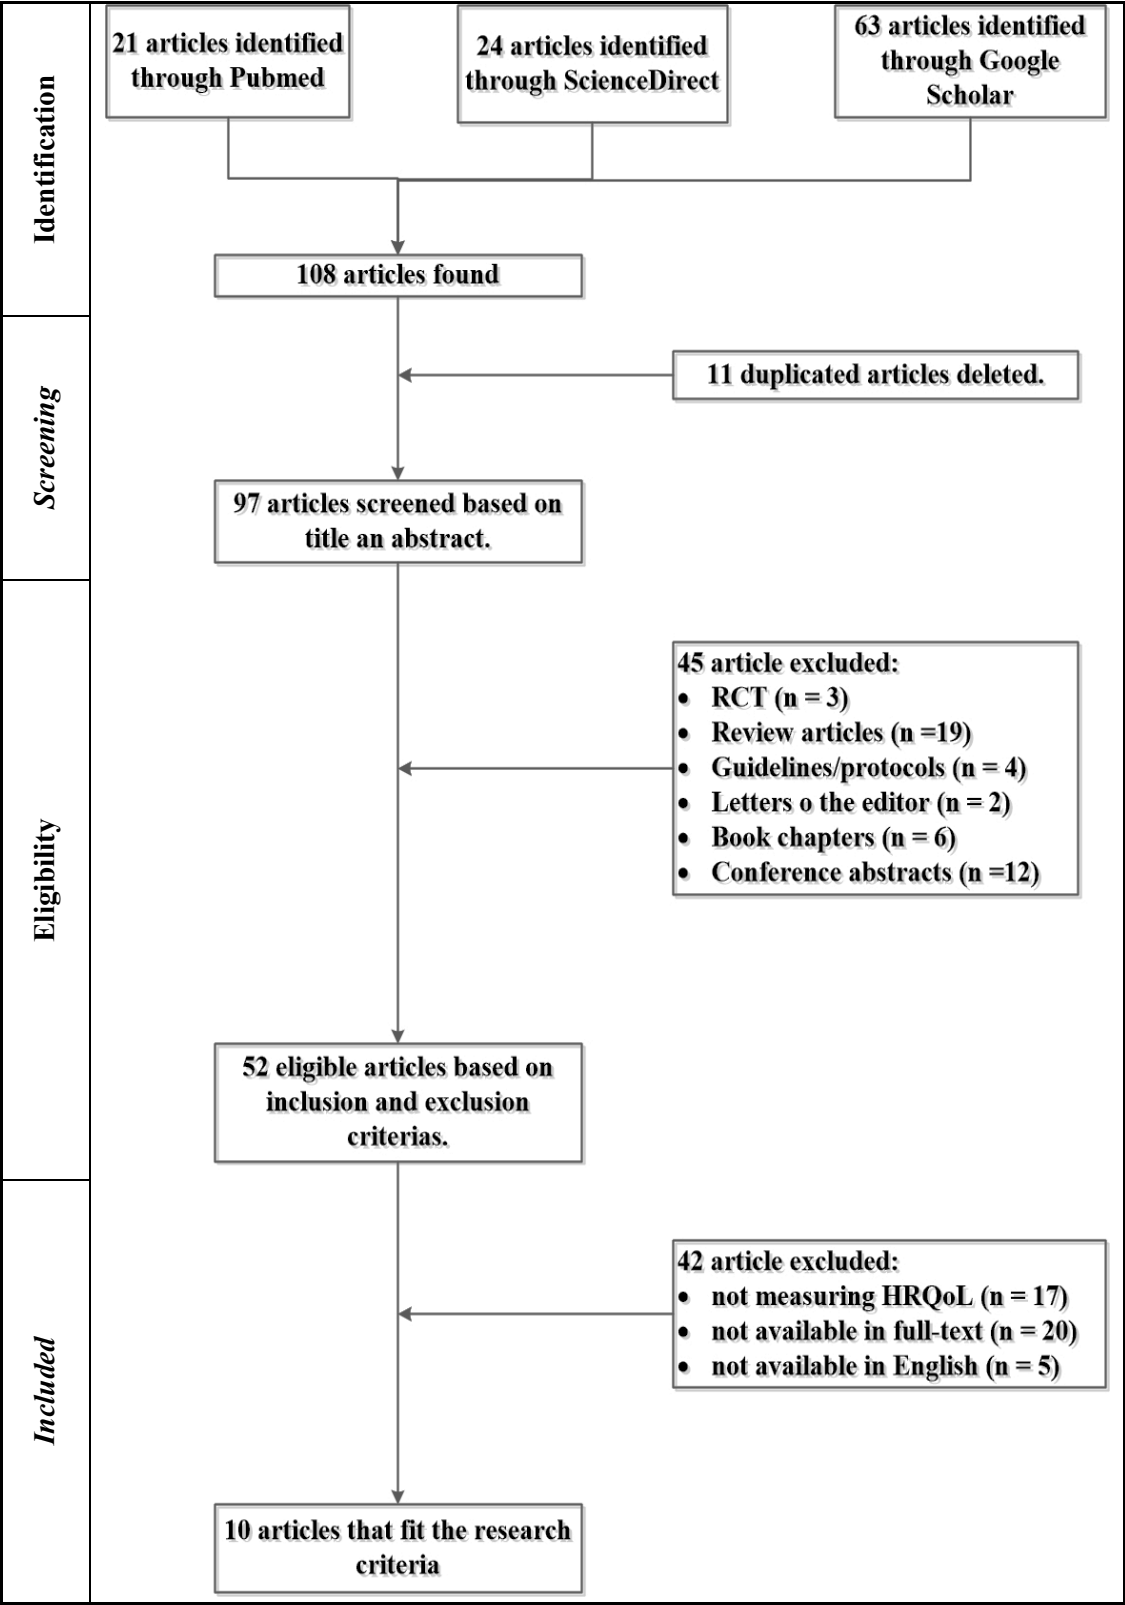 Identification
21 articles identified
through Pubmed
24 articles identified
through ScienceDirect
63 articles identified
through Google
Scholar
108 articles found
Screening
11 duplicated articles deleted.
97 articles screened based on
title an abstract.
Eligibility
45 article excluded:
• RCT (n = 3)
• Review articles (n =19)
• Guidelines/protocols (n = 4)
• Letters o the editor (n = 2)
• Book chapters (n = 6)
• Conference abstracts (n =12)
52 eligible articles based on
inclusion and exclusion
criterias.
Included
42 article excluded:
• not measuring HRQoL (n = 17)
• not available in full-text (n = 20)
• not available in English (n = 5)
10 articles that fit the research
criteria